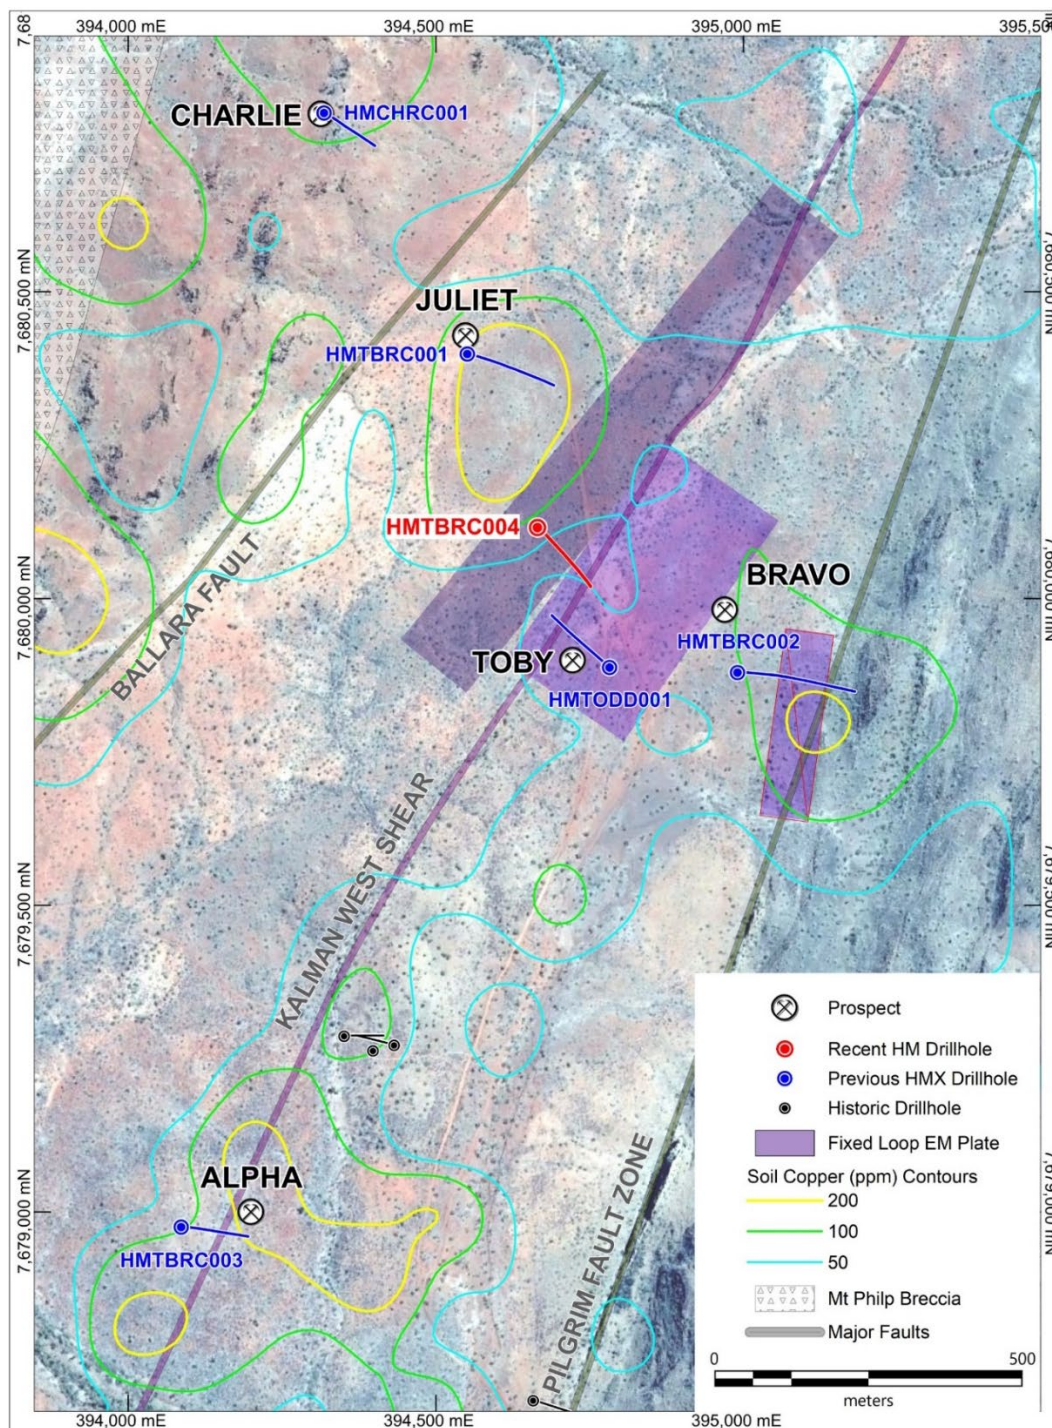 394,000 mE
394,500 mE
395,000 mE
395,500
7,68
CHARLIE
HMCHRC001
7,680,500 mN
7,680,500 mN
JULIET
HMTBRC001
HMTBRC004
BALLARA FAULT
7,680,000 mN
7,680,000 mN
BRAVO
HMTBRC002
TOBY
HMTODD001
KALMAN WEST SHEAR
7,679,500 mN
7,679,500 mN
ALPHA
HMTBRC003
7,679,000 mN
7,679,000 mN
PILGRIM FAULT ZONE
Prospect
Recent HM Drillhole
Previous HMX Drillhole
Historic Drillhole
Fixed Loop EM Plate
Soil Copper (ppm) Contours
200
100
50
Mt Philp Breccia
Major Faults
0
500
meters
394,000 mE
394,500 mE
395,000 mE